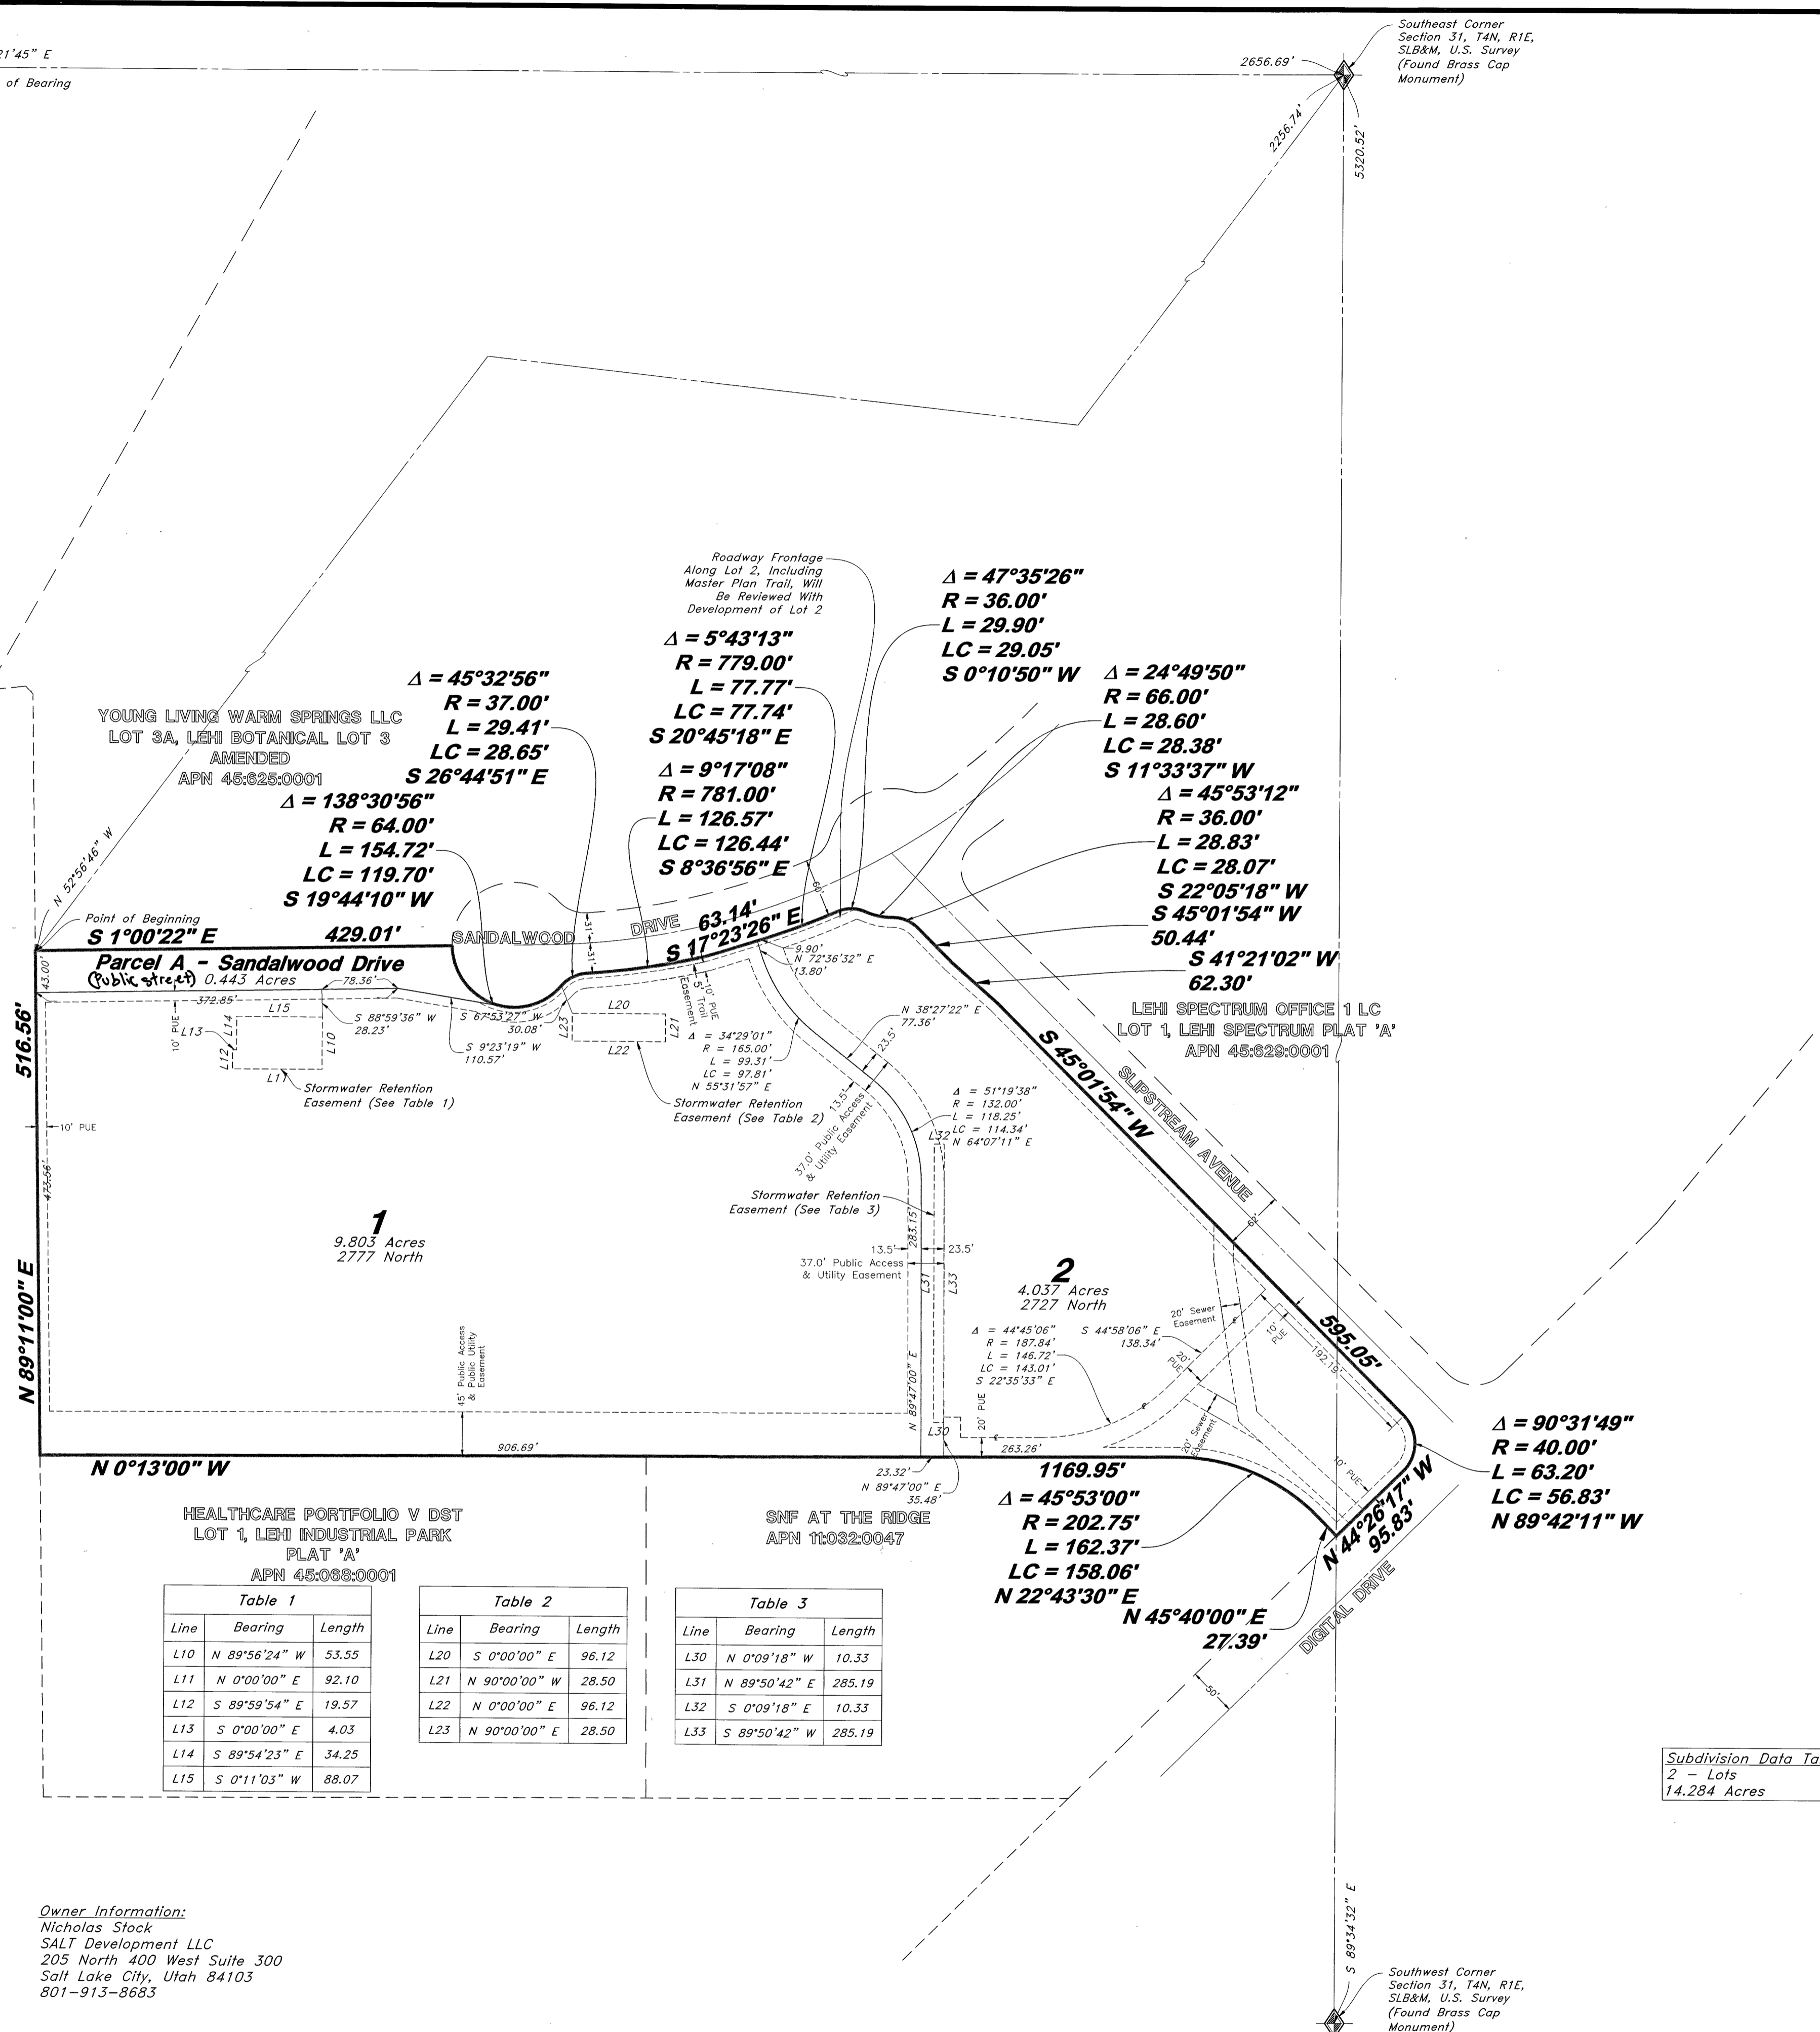 21'45" E
of Bearing
2656.69'
Southeast Corner
Section 31, T4N, R1E,
SLB&M, U.S. Survey
(Found Brass Cap
Monument)
2256.74'
5320.52'
Roadway Frontage
Along Lot 2, Including
Master Plan Trail, Will
Be Reviewed With
Development of Lot 2
Δ = 47°35'26"
R = 36.00'
L = 29.90'
LC = 29.05'
S 0°10'50" W
Δ = 5°43'13"
R = 779.00'
L = 77.77'
LC = 77.74'
S 20°45'18" E
Δ = 24°49'50"
R = 66.00'
L = 28.60'
LC = 28.38'
S 11°33'37" W
Δ = 45°32'56"
R = 37.00'
L = 29.41'
LC = 28.65'
S 26°44'51" E
YOUNG LIVING WARM SPRINGS LLC
LOT 3A, LEHI BOTANICAL LOT 3
AMENDED
APN 45:625:0001
Δ = 9°17'08"
R = 781.00'
L = 126.57'
LC = 126.44'
S 8°36'56" E
Δ = 138°30'56"
R = 64.00'
L = 154.72'
LC = 119.70'
S 19°44'10" W
Δ = 45°53'12"
R = 36.00'
L = 28.83'
LC = 28.07'
S 22°05'18" W
S 45°01'54" W
50.44'
S 41°21'02" W
62.30'
N 52°56'46" W
Point of Beginning
S 1°00'22" E 429.01'
SANDALWOOD DRIVE
31'
31'
60'
63.14'
S 17°23'26" E
Parcel A - Sandalwood Drive
(Public street) 0.443 Acres
43.00'
78.36'
372.85'
10' PUE
L15
L14
L13
L12
L10
L11
S 88°59'36" W
28.23'
S 9°23'19" W
110.57'
S 67°53'27" W
30.08'
Stormwater Retention
Easement (See Table 1)
L20
L21
L22
L23
10' PUE
5' Trail
Easement
9.90'
N 72°36'32" E
13.80'
Δ = 34°29'01"
R = 165.00'
L = 99.31'
LC = 97.81'
N 55°31'57" E
Stormwater Retention
Easement (See Table 2)
N 38°27'22" E
77.36'
23.5'
13.5'
37.0' Public Access
& Utility Easement
Δ = 51°19'38"
R = 132.00'
L = 118.25'
LC = 114.34'
N 64°07'11" E
L32
LEHI SPECTRUM OFFICE 1 LC
LOT 1, LEHI SPECTRUM PLAT 'A'
APN 45:629:0001
S 45°01'54" W
SLIPSTREAM AVENUE
62'
595.05'
516.56'
N 89°11'00" E
10' PUE
473.56'
1
9.803 Acres
2777 North
Stormwater Retention
Easement (See Table 3)
283.15'
13.5'
23.5'
37.0' Public Access
& Utility Easement
L31
L33
N 89°47'00" E
2
4.037 Acres
2727 North
20' Sewer
Easement
Δ = 44°45'06"
R = 187.84'
L = 146.72'
LC = 143.01'
S 22°35'33" E
S 44°58'06" E
138.34'
20'
PUE
10'
PUE
192.19'
20' Sewer
Easement
10' PUE
45' Public Access
& Public Utility
Easement
L30
20' PUE
N 0°13'00" W
906.69'
263.26'
23.32'
N 89°47'00" E
35.48'
1169.95'
Δ = 90°31'49"
R = 40.00'
L = 63.20'
LC = 56.83'
N 89°42'11" W
N 44°26'17" W
95.83'
Δ = 45°53'00"
R = 202.75'
L = 162.37'
LC = 158.06'
N 22°43'30" E
N 45°40'00" E
27.39'
DIGITAL DRIVE
50'
HEALTHCARE PORTFOLIO V DST
LOT 1, LEHI INDUSTRIAL PARK
PLAT 'A'
APN 45:068:0001
SNF AT THE RIDGE
APN 11:032:0047
Table 1
Line Bearing Length
L10 N 89°56'24" W 53.55
L11 N 0°00'00" E 92.10
L12 S 89°59'54" E 19.57
L13 S 0°00'00" E 4.03
L14 S 89°54'23" E 34.25
L15 S 0°11'03" W 88.07
Table 2
Line Bearing Length
L20 S 0°00'00" E 96.12
L21 N 90°00'00" W 28.50
L22 N 0°00'00" E 96.12
L23 N 90°00'00" E 28.50
Table 3
Line Bearing Length
L30 N 0°09'18" W 10.33
L31 N 89°50'42" E 285.19
L32 S 0°09'18" E 10.33
L33 S 89°50'42" W 285.19
Subdivision Data Ta
2 - Lots
14.284 Acres
Owner Information:
Nicholas Stock
SALT Development LLC
205 North 400 West Suite 300
Salt Lake City, Utah 84103
801-913-8683
S 89°34'32" E
Southwest Corner
Section 31, T4N, R1E,
SLB&M, U.S. Survey
(Found Brass Cap
Monument)